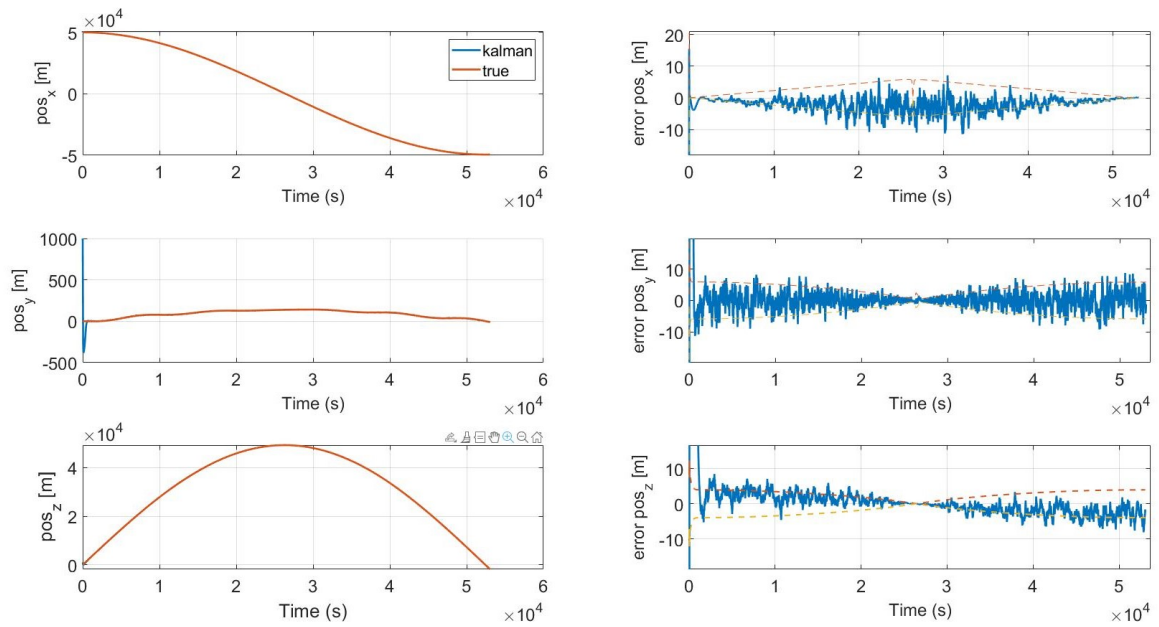 ×10⁴
5
0
-5
pos_x [m]
kalman
true
0 1 2 3 4 5 6
Time (s)
×10⁴
20
10
0
-10
error pos_x [m]
0 1 2 3 4 5
Time (s)
×10⁴
1000
500
0
-500
pos_y [m]
0 1 2 3 4 5 6
Time (s)
×10⁴
10
0
-10
error pos_y [m]
0 1 2 3 4 5
Time (s)
×10⁴
×10⁴
4
2
0
pos_z [m]
0 1 2 3 4 5 6
Time (s)
×10⁴
10
0
-10
error pos_z [m]
0 1 2 3 4 5
Time (s)
×10⁴